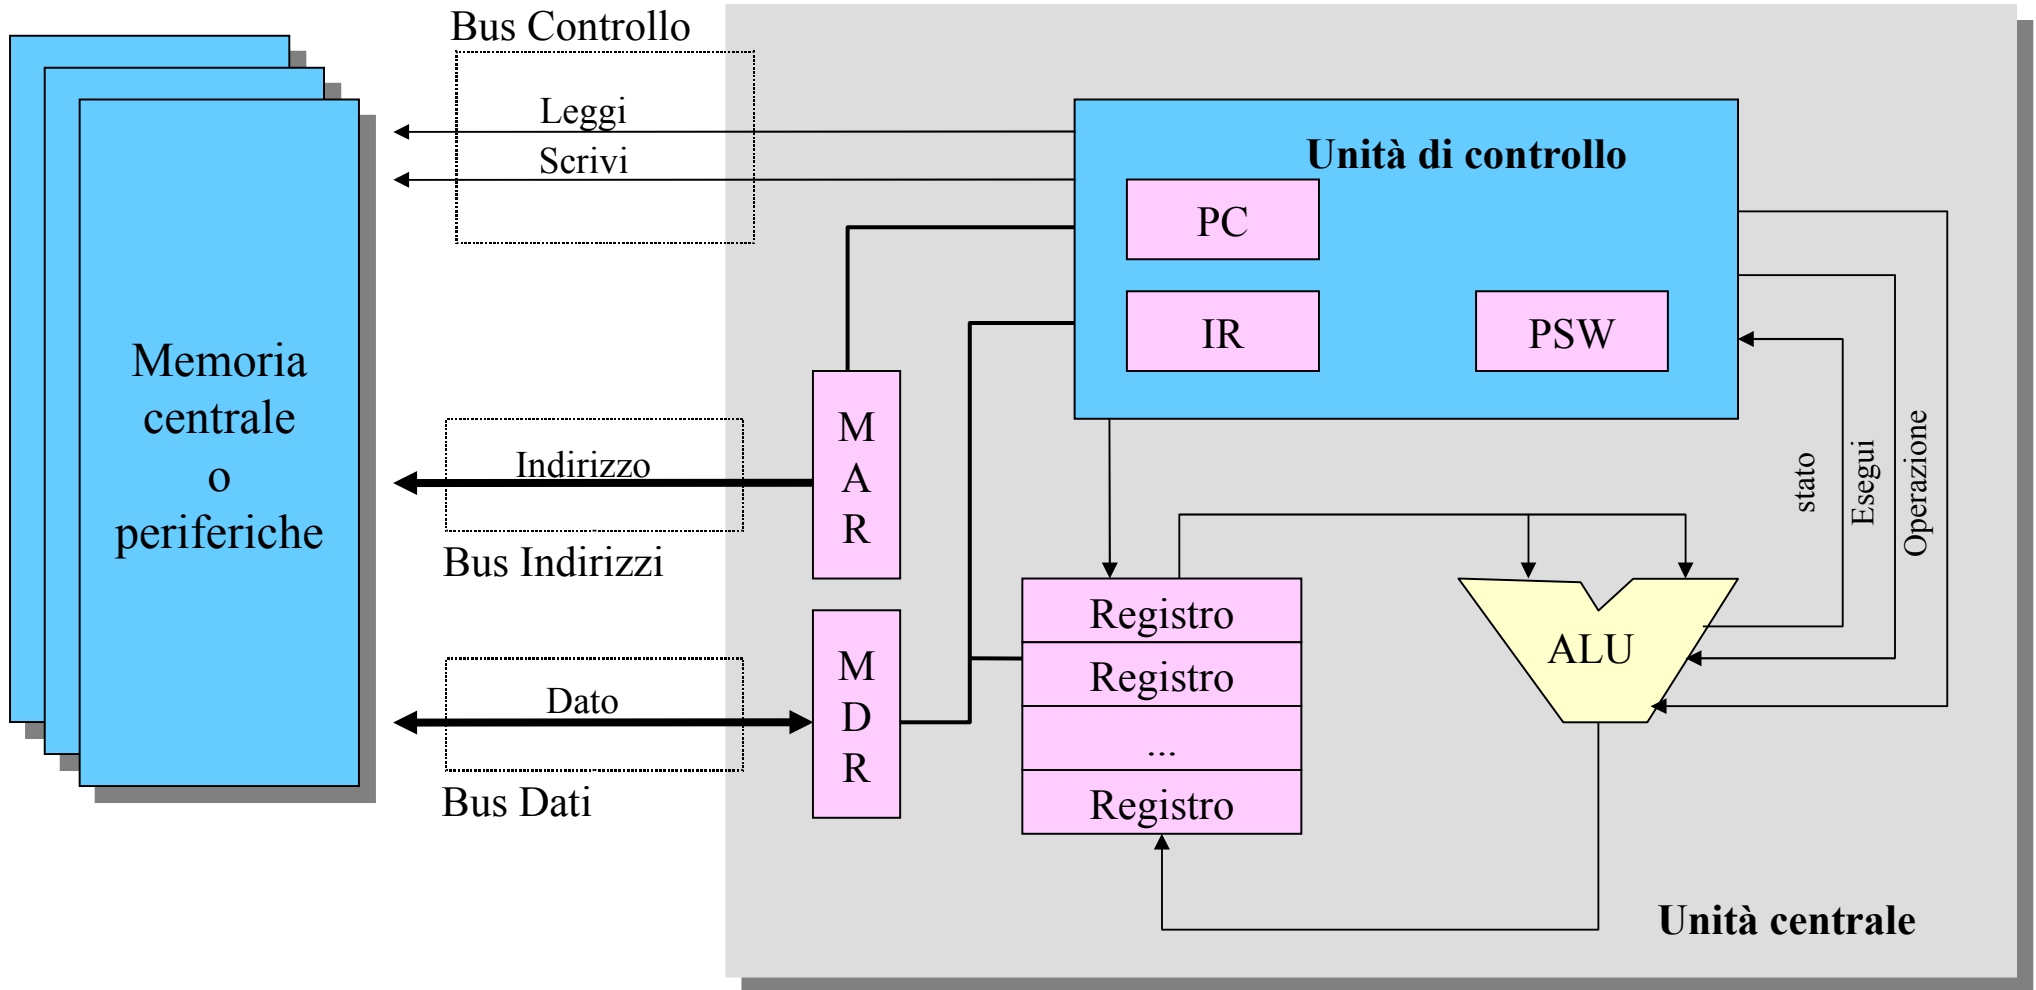 Bus Controllo
Leggi
Scrivi
Unità di controllo
PC
IR
PSW
Memoria
centrale
o
periferiche
Indirizzo
Bus Indirizzi
M
A
R
stato
Esegui
Operazione
Registro
Registro
...
Registro
ALU
Dato
Bus Dati
M
D
R
Unità centrale